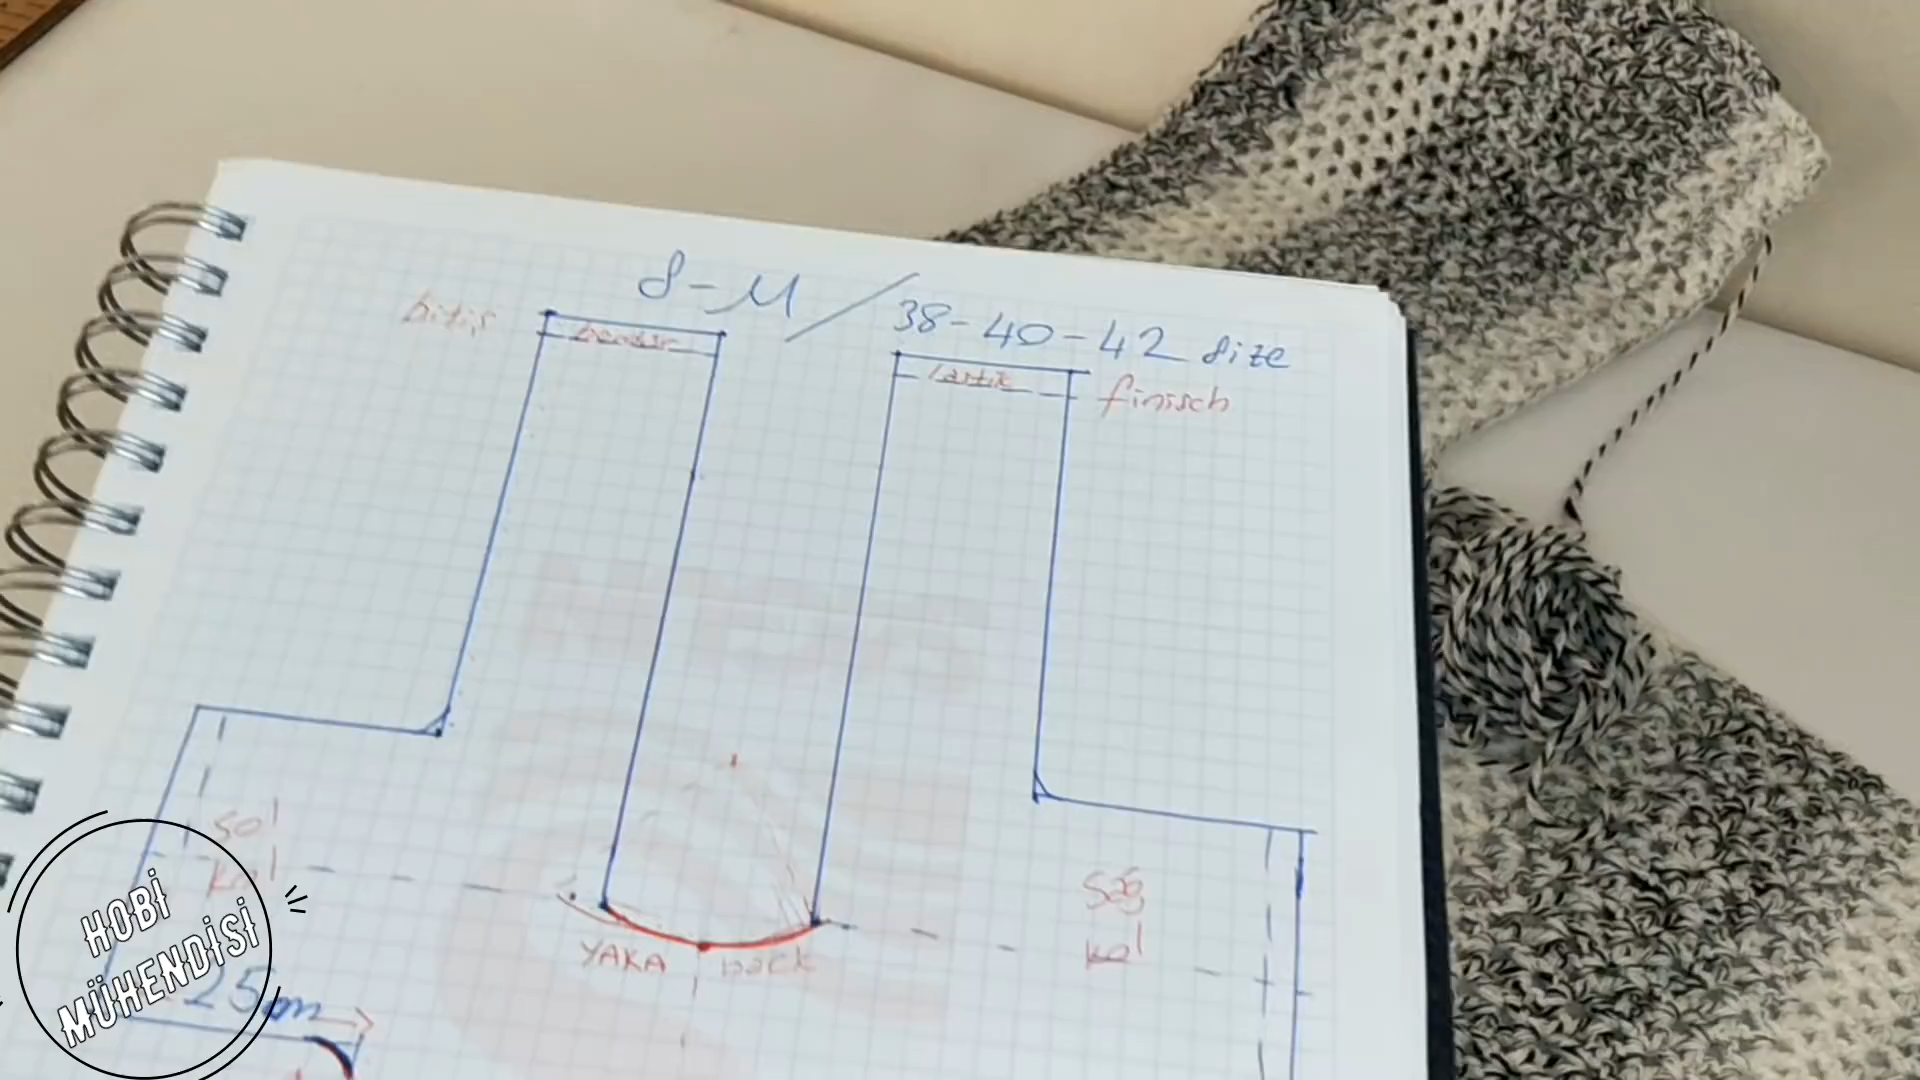 S-M / 38-40-42 size
bitiş
lastik
finisch
sol
kol
sağ
kol
YAKA back
25cm
HOBİ
MÜHENDİSİ